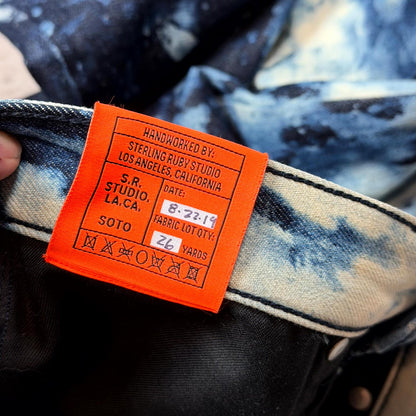 HANDWORKED BY:
STERLING RUBY STUDIO
LOS ANGELES, CALIFORNIA
S.R.
STUDIO.
LA.CA.
SOTO
DATE:
8.22.19
FABRIC LOT QTY:
26
YARDS